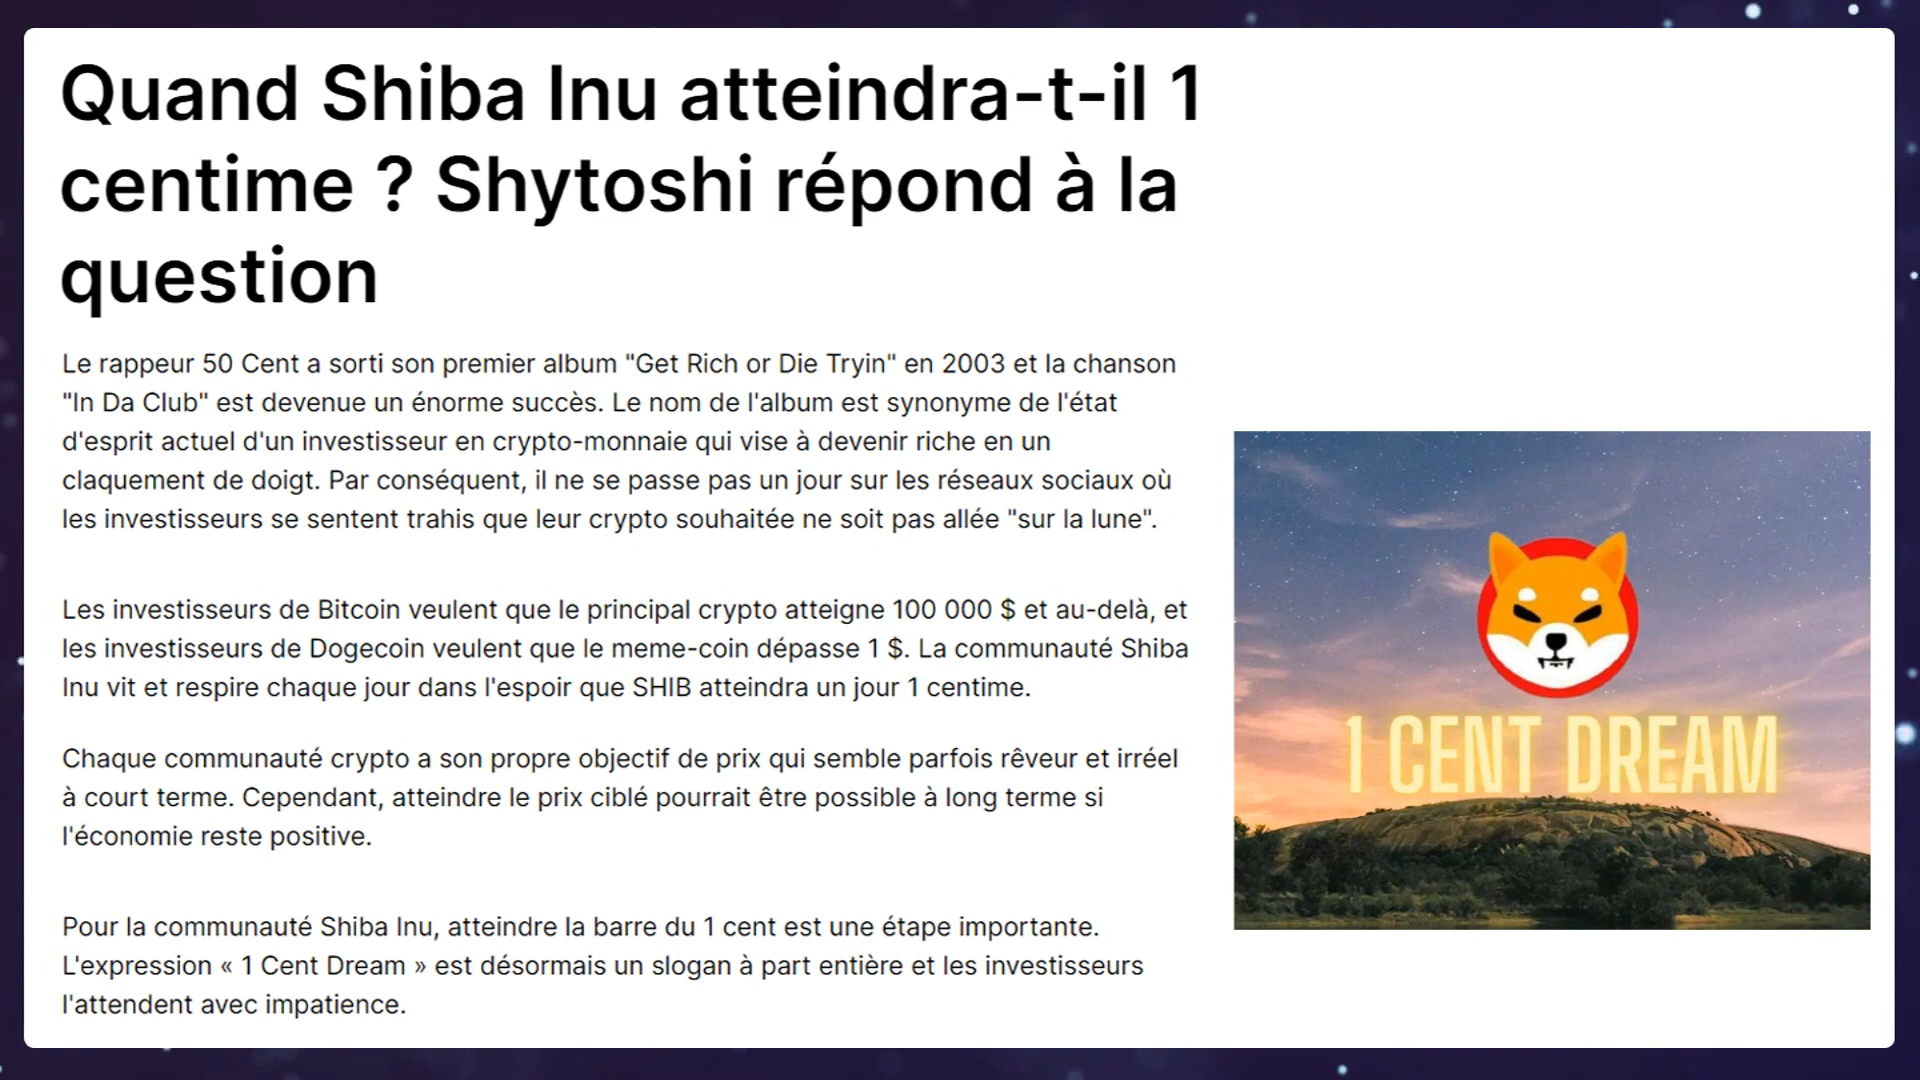 Quand Shiba Inu atteindra-t-il 1
centime ? Shytoshi répond à la
question
Le rappeur 50 Cent a sorti son premier album "Get Rich or Die Tryin" en 2003 et la chanson
"In Da Club" est devenue un énorme succès. Le nom de l'album est synonyme de l'état
d'esprit actuel d'un investisseur en crypto-monnaie qui vise à devenir riche en un
claquement de doigt. Par conséquent, il ne se passe pas un jour sur les réseaux sociaux où
les investisseurs se sentent trahis que leur crypto souhaitée ne soit pas allée "sur la lune".
Les investisseurs de Bitcoin veulent que le principal crypto atteigne 100 000 $ et au-delà, et
les investisseurs de Dogecoin veulent que le meme-coin dépasse 1 $. La communauté Shiba
Inu vit et respire chaque jour dans l'espoir que SHIB atteindra un jour 1 centime.
Chaque communauté crypto a son propre objectif de prix qui semble parfois rêveur et irréel
à court terme. Cependant, atteindre le prix ciblé pourrait être possible à long terme si
l'économie reste positive.
Pour la communauté Shiba Inu, atteindre la barre du 1 cent est une étape importante.
L'expression « 1 Cent Dream » est désormais un slogan à part entière et les investisseurs
l'attendent avec impatience.
1 CENT DREAM